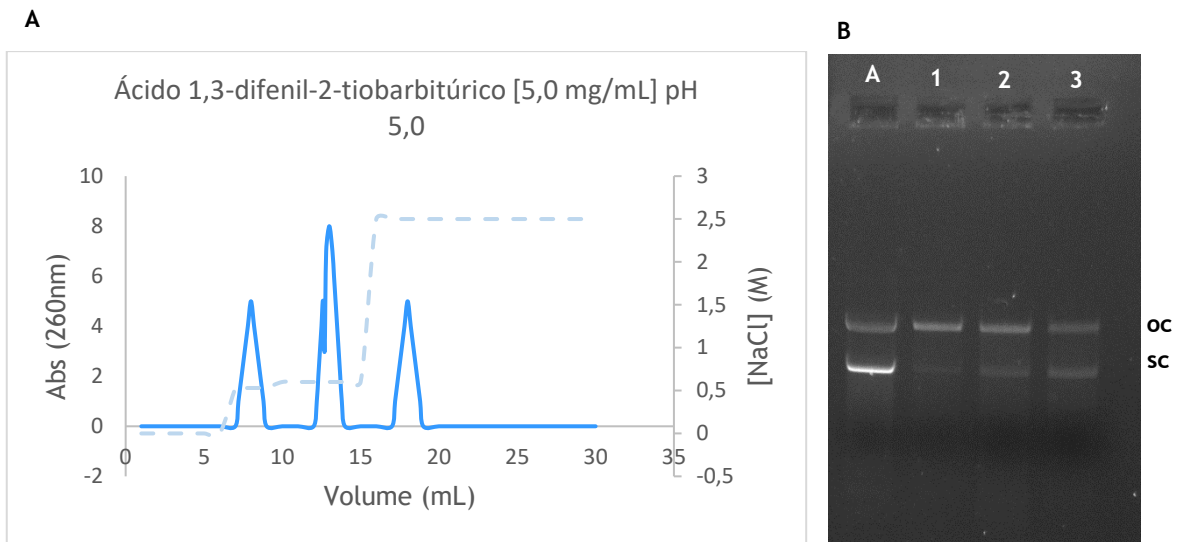 A
Ácido 1,3-difenil-2-tiobarbitúrico [5,0 mg/mL] pH
5,0
Abs (260nm)
10
8
6
4
2
0
-2
0
5
10
15
20
25
30
35
Volume (mL)
3
2,5
2
1,5
1
0,5
0
-0,5
[NaCl] (M)
B
A 1 2 3
OC
SC